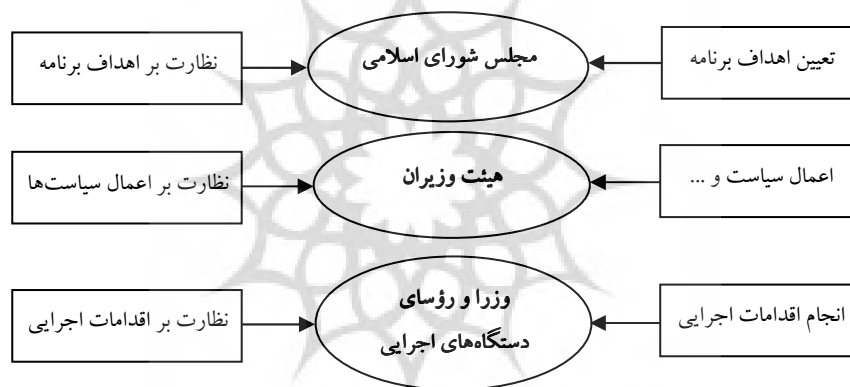 تعیین اهداف برنامه
مجلس شورای اسلامی
نظارت بر اهداف برنامه
اعمال سیاست و ...
هیئت وزیران
نظارت بر اعمال سیاست‌ها
انجام اقدامات اجرایی
وزرا و رؤسای
دستگاه‌های اجرایی
نظارت بر اقدامات اجرایی